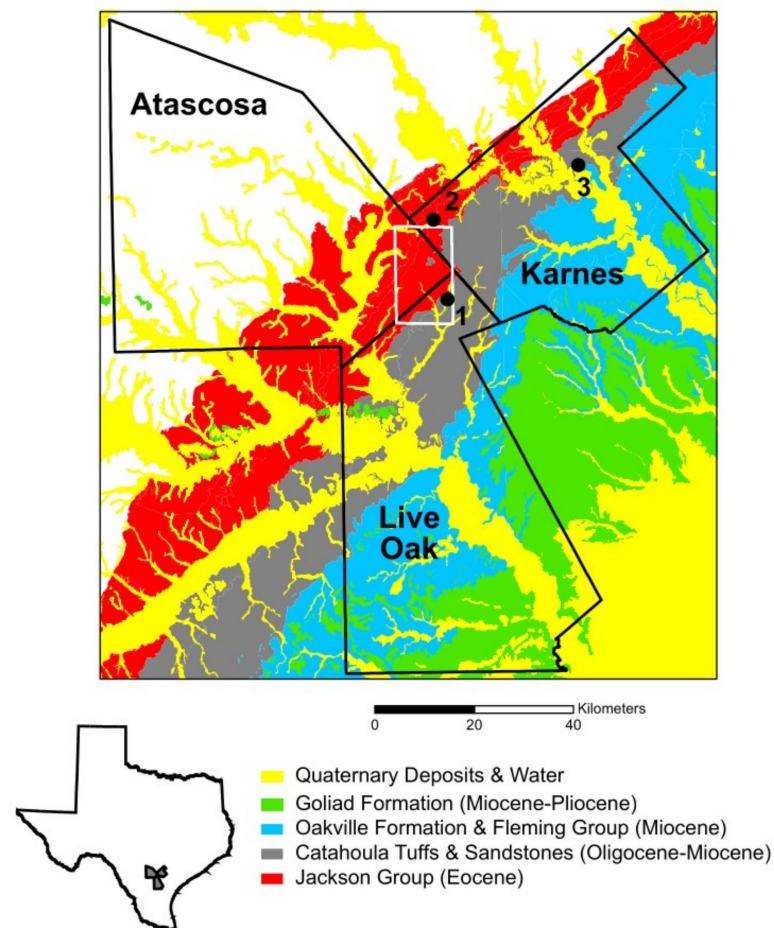 Atascosa
2
3
Karnes
1
Live
Oak
Kilometers
0 20 40
Quaternary Deposits & Water
Goliad Formation (Miocene-Pliocene)
Oakville Formation & Fleming Group (Miocene)
Catahoula Tuffs & Sandstones (Oligocene-Miocene)
Jackson Group (Eocene)